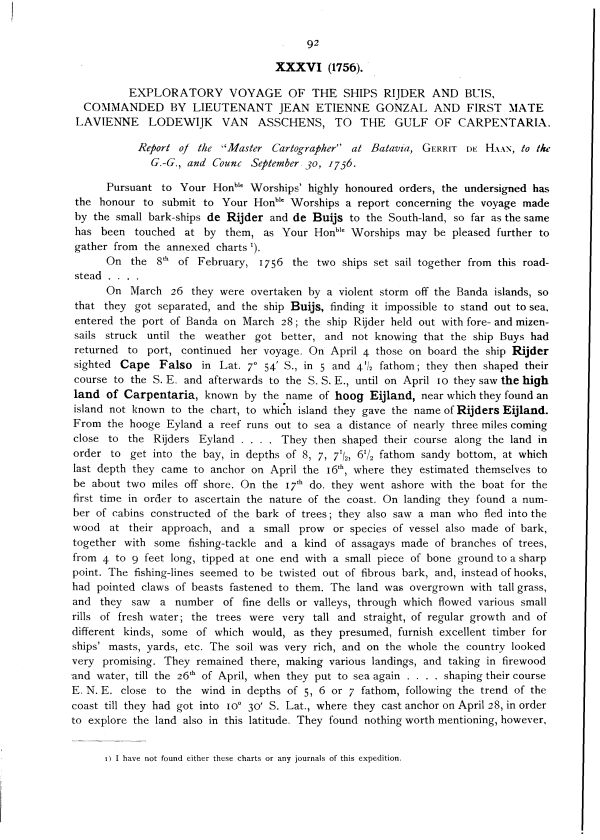 92
XXXVI (1756).
EXPLORATORY VOYAGE OF THE SHIPS RIJDER AND BUIS,
COMMANDED BY LIEUTENANT JEAN ETIENNE GONZAL AND FIRST MATE
LAVIENNE LODEWIJK VAN ASSCHENS, TO THE GULF OF CARPENTARIA.
Report of the "Master Cartographer" at Batavia, GERRIT DE HAAN, to the
G.-G., and Counc September 30, 1756.
Pursuant to Your Honble Worships' highly honoured orders, the undersigned has
the honour to submit to Your Honble Worships a report concerning the voyage made
by the small bark-ships de Rijder and de Buijs to the South-land, so far as the same
has been touched at by them, as Your Honble Worships may be pleased further to
gather from the annexed charts 1).
On the 8th of February, 1756 the two ships set sail together from this road-
stead . . . .
On March 26 they were overtaken by a violent storm off the Banda islands, so
that they got separated, and the ship Buijs, finding it impossible to stand out to sea,
entered the port of Banda on March 28; the ship Rijder held out with fore- and mizen-
sails struck until the weather got better, and not knowing that the ship Buys had
returned to port, continued her voyage. On April 4 those on board the ship Rijder
sighted Cape Falso in Lat. 7° 54′ S., in 5 and 4½ fathom; they then shaped their
course to the S. E. and afterwards to the S. S. E., until on April 10 they saw the high
land of Carpentaria, known by the name of hoog Eijland, near which they found an
island not known to the chart, to which island they gave the name of Rijders Eijland.
From the hooge Eyland a reef runs out to sea a distance of nearly three miles coming
close to the Rijders Eyland . . . . They then shaped their course along the land in
order to get into the bay, in depths of 8, 7, 7½, 6½ fathom sandy bottom, at which
last depth they came to anchor on April the 16th, where they estimated themselves to
be about two miles off shore. On the 17th do. they went ashore with the boat for the
first time in order to ascertain the nature of the coast. On landing they found a num-
ber of cabins constructed of the bark of trees; they also saw a man who fled into the
wood at their approach, and a small prow or species of vessel also made of bark,
together with some fishing-tackle and a kind of assagays made of branches of trees,
from 4 to 9 feet long, tipped at one end with a small piece of bone ground to a sharp
point. The fishing-lines seemed to be twisted out of fibrous bark, and, instead of hooks,
had pointed claws of beasts fastened to them. The land was overgrown with tall grass,
and they saw a number of fine dells or valleys, through which flowed various small
rills of fresh water; the trees were very tall and straight, of regular growth and of
different kinds, some of which would, as they presumed, furnish excellent timber for
ships' masts, yards, etc. The soil was very rich, and on the whole the country looked
very promising. They remained there, making various landings, and taking in firewood
and water, till the 26th of April, when they put to sea again . . . . shaping their course
E. N. E. close to the wind in depths of 5, 6 or 7 fathom, following the trend of the
coast till they had got into 10° 30′ S. Lat., where they cast anchor on April 28, in order
to explore the land also in this latitude. They found nothing worth mentioning, however,
1) I have not found either these charts or any journals of this expedition.